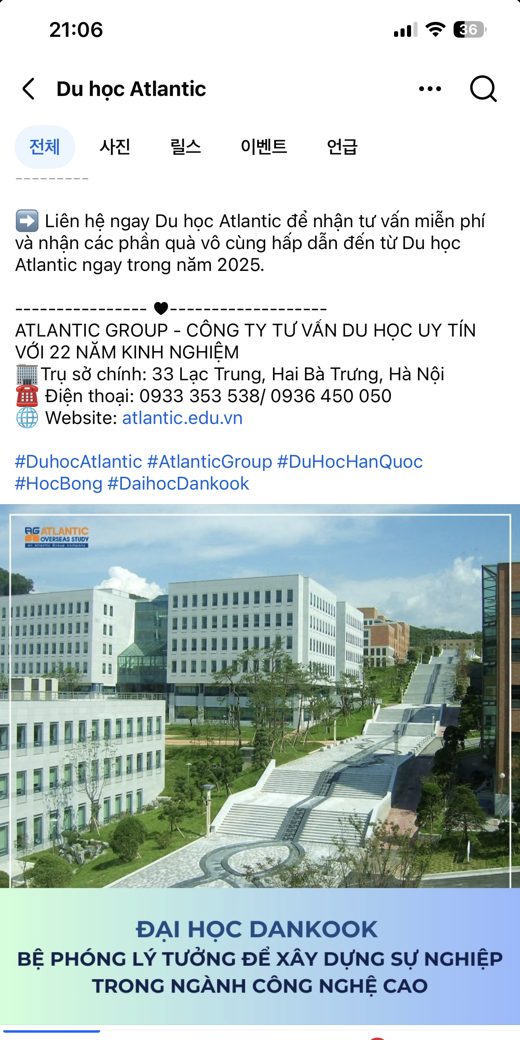 21:06
36
Du học Atlantic
전체 사진 릴스 이벤트 언급
---------
➡️ Liên hệ ngay Du học Atlantic để nhận tư vấn miễn phí
và nhận các phần quà vô cùng hấp dẫn đến từ Du học
Atlantic ngay trong năm 2025.
---------------- ♥-------------------
ATLANTIC GROUP - CÔNG TY TƯ VẤN DU HỌC UY TÍN
VỚI 22 NĂM KINH NGHIỆM
🏢Trụ sở chính: 33 Lạc Trung, Hai Bà Trưng, Hà Nội
☎️ Điện thoại: 0933 353 538/ 0936 450 050
🌐 Website: atlantic.edu.vn
#DuhocAtlantic #AtlanticGroup #DuHocHanQuoc
#HocBong #DaihocDankook
AG ATLANTIC
OVERSEAS STUDY
an Atlantic Group Company
ĐẠI HỌC DANKOOK
BỆ PHÓNG LÝ TƯỞNG ĐỂ XÂY DỰNG SỰ NGHIỆP
TRONG NGÀNH CÔNG NGHỆ CAO